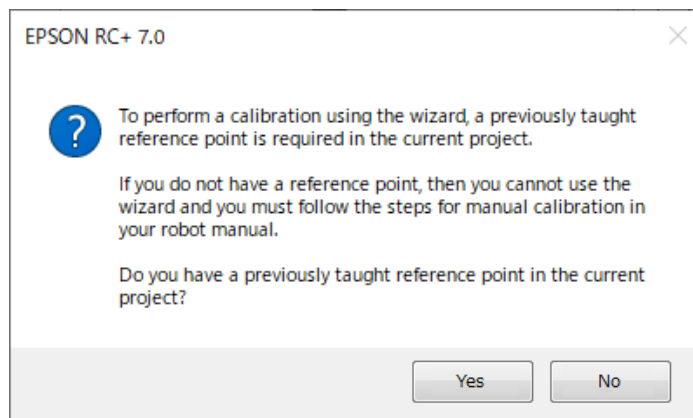 EPSON RC+ 7.0
To perform a calibration using the wizard, a previously taught
reference point is required in the current project.
If you do not have a reference point, then you cannot use the
wizard and you must follow the steps for manual calibration in
your robot manual.
Do you have a previously taught reference point in the current
project?
Yes
No